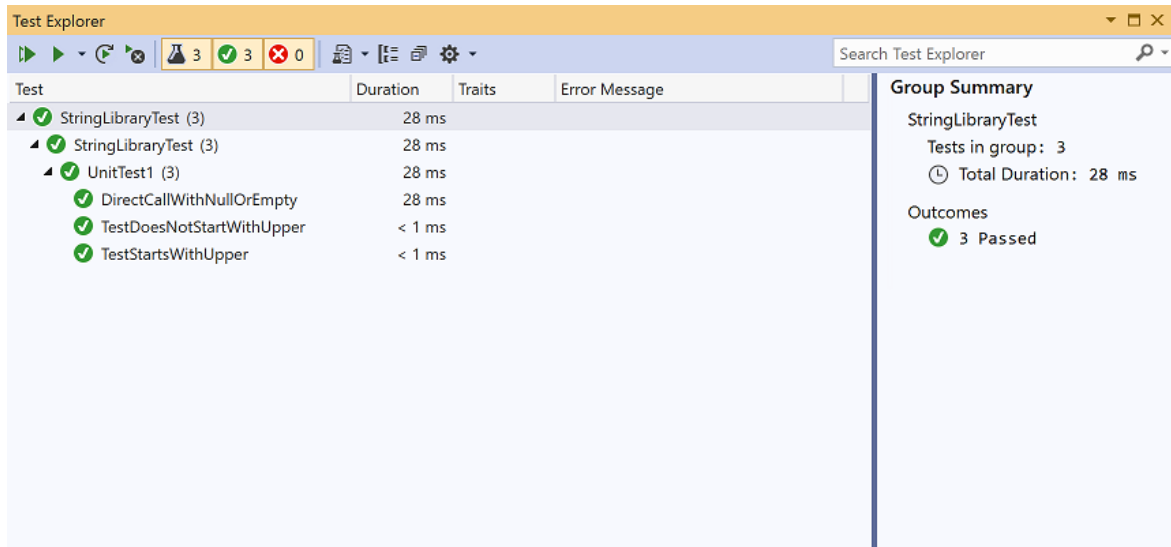 Test Explorer
3 3 0
Search Test Explorer
Test Duration Traits Error Message
StringLibraryTest (3) 28 ms
StringLibraryTest (3) 28 ms
UnitTest1 (3) 28 ms
DirectCallWithNullOrEmpty 28 ms
TestDoesNotStartWithUpper < 1 ms
TestStartsWithUpper < 1 ms
Group Summary
StringLibraryTest
Tests in group: 3
Total Duration: 28 ms
Outcomes
3 Passed